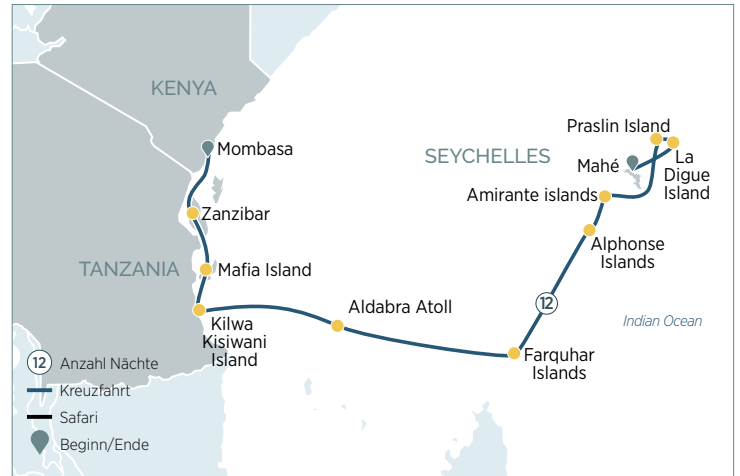 KENYA
Mombasa
Zanzibar
TANZANIA
Mafia Island
Kilwa
Kisiwani
Island
Aldabra Atoll
SEYCHELLES
Praslin Island
Mahé
La
Digue
Island
Amirante islands
Alphonse
Islands
12
Indian Ocean
Farquhar
Islands
12 Anzahl Nächte
Kreuzfahrt
Safari
Beginn/Ende